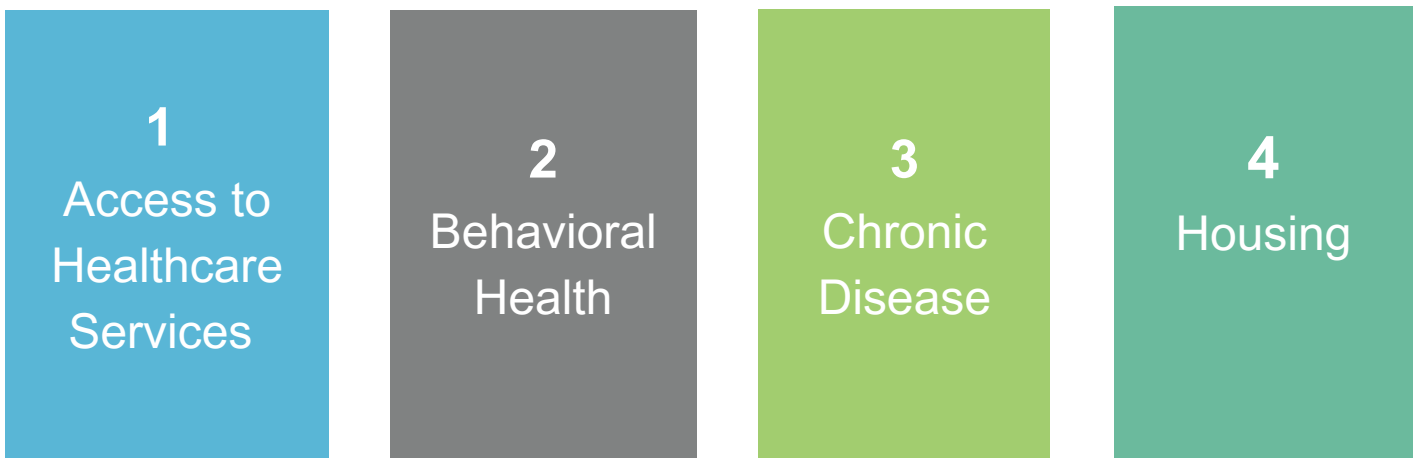 1
Access to
Healthcare
Services
2
Behavioral
Health
3
Chronic
Disease
4
Housing